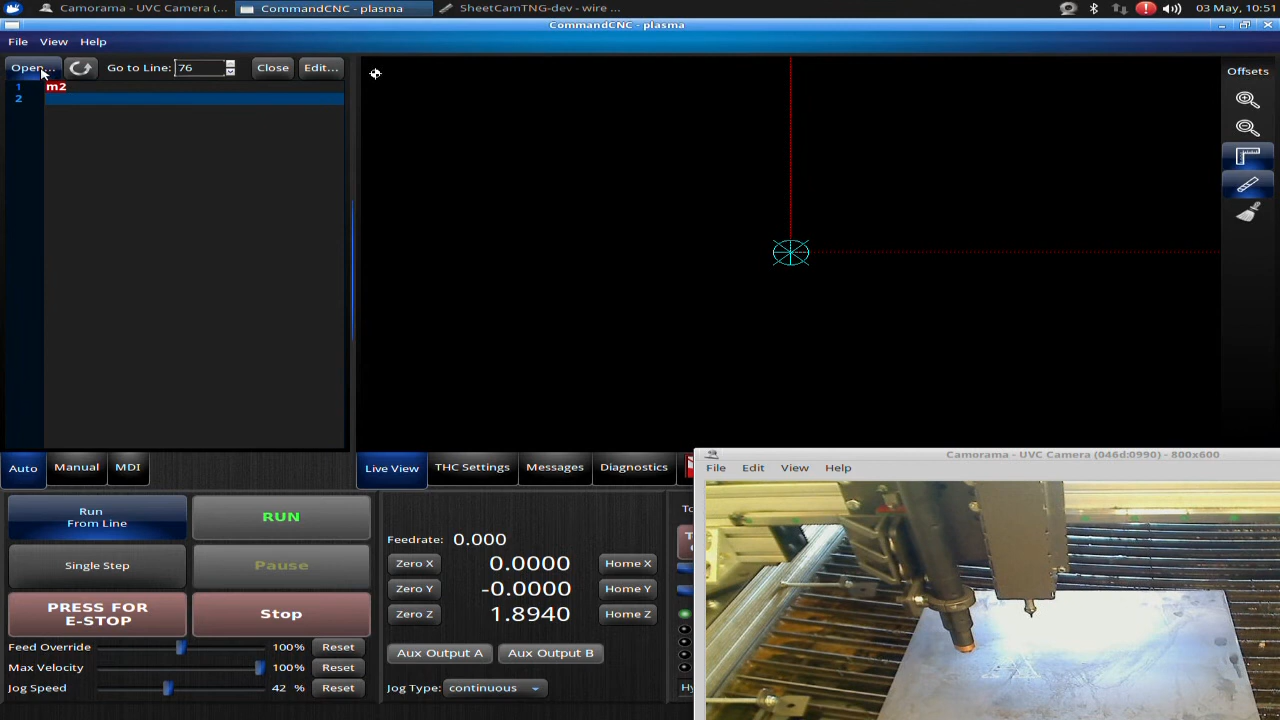 Camorama - UVC Camera (...
CommandCNC - plasma
SheetCamTNG-dev - wire ...
03 May, 10:51
CommandCNC - plasma
File View Help
Open... Go to Line: 76 Close Edit...
Offsets
1 m2
2
Auto Manual MDI
Live View THC Settings Messages Diagnostics
Camorama - UVC Camera (046d:0990) - 800x600
File Edit View Help
Run
From Line
RUN
Single Step
Pause
PRESS FOR
E-STOP
Stop
Feed Override 100% Reset
Max Velocity 100% Reset
Jog Speed 42 % Reset
Feedrate: 0.000
Zero X 0.0000 Home X
Zero Y -0.0000 Home Y
Zero Z 1.8940 Home Z
Aux Output A Aux Output B
Jog Type: continuous